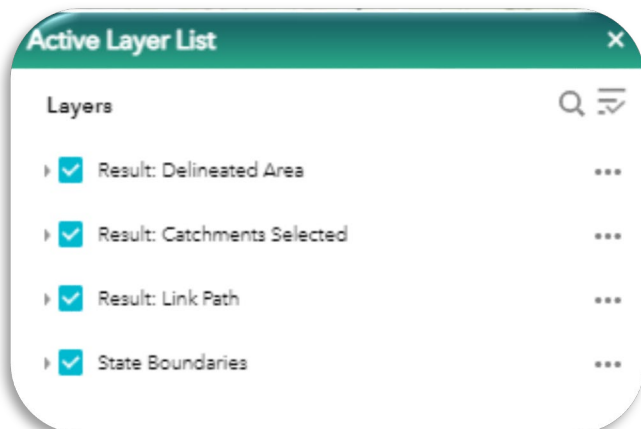 Active Layer List
Layers
Result: Delineated Area
Result: Catchments Selected
Result: Link Path
State Boundaries